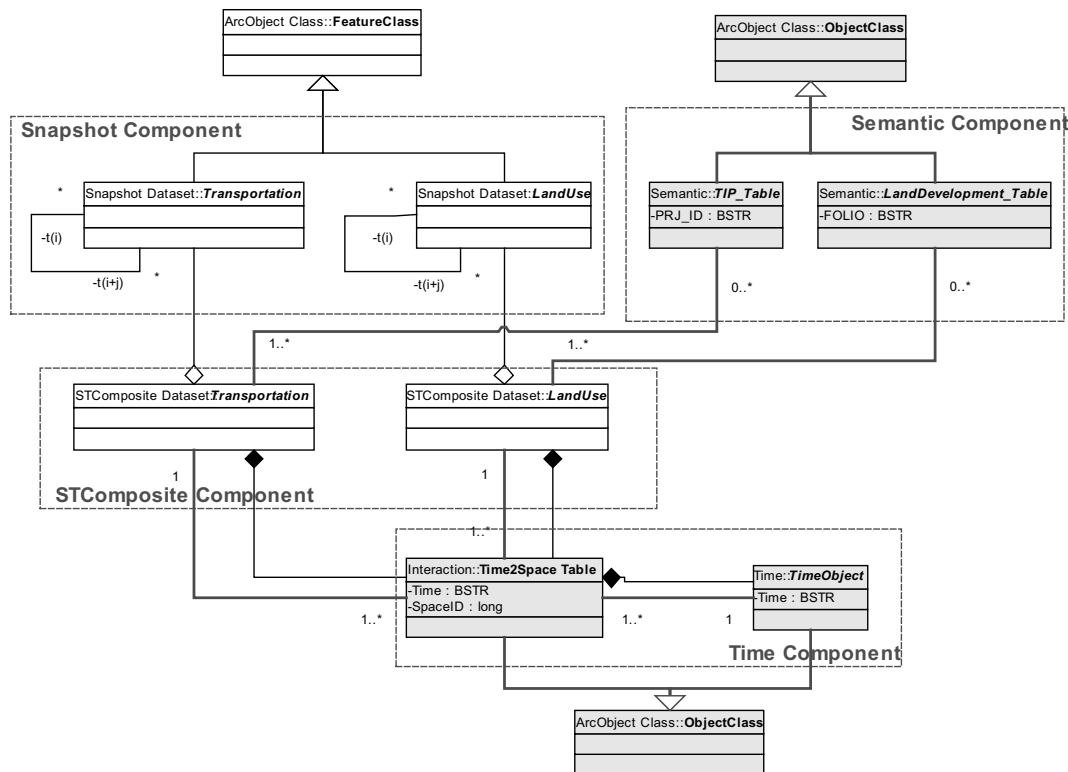 ArcObject Class::FeatureClass
ArcObject Class::ObjectClass
Snapshot Component
Semantic Component
Snapshot Dataset::Transportation
Snapshot Dataset::LandUse
Semantic::TIP_Table
-PRJ_ID : BSTR
Semantic::LandDevelopment_Table
-FOLIO : BSTR
*
-t(i)
-t(i+j)
*
*
-t(i)
-t(i+j)
*
0..*
0..*
1..*
1..*
STComposite Dataset::Transportation
STComposite Dataset::LandUse
1
1
STComposite Component
1..*
Interaction::Time2Space Table
-Time : BSTR
-SpaceID : long
Time::TimeObject
-Time : BSTR
1..*
1..*
1
Time Component
ArcObject Class::ObjectClass